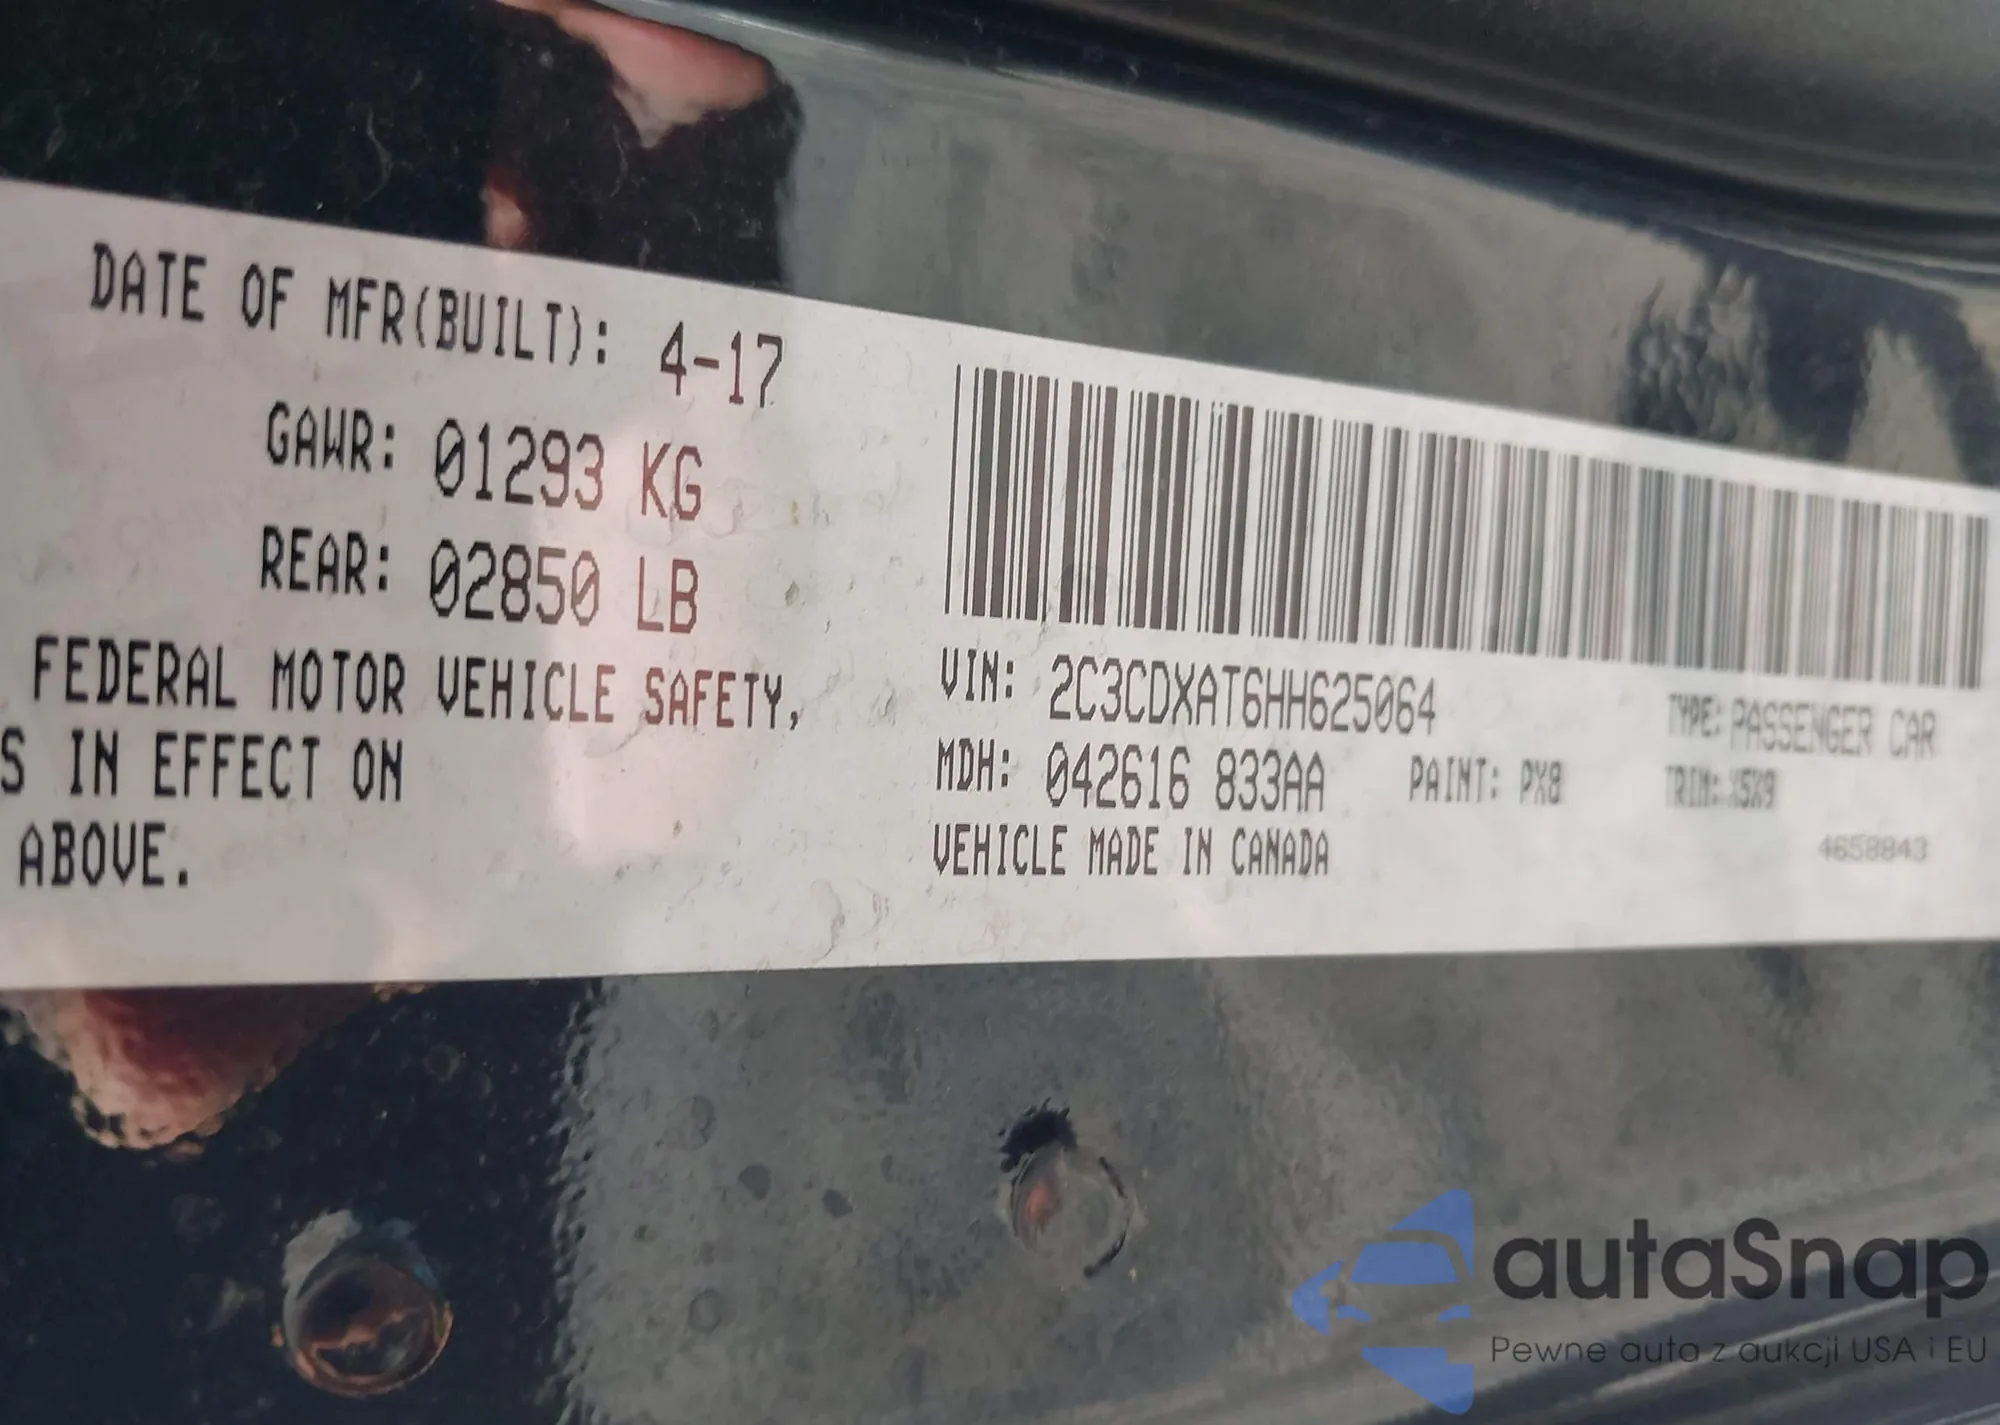 DATE OF MFR(BUILT): 4-17
GAWR: 01293 KG
REAR: 02850 LB
FEDERAL MOTOR VEHICLE SAFETY,
S IN EFFECT ON
ABOVE.
VIN: 2C3CDXAT6HH625064
TYPE: PASSENGER CAR
MDH: 042616 833AA
PAINT: PX8
TRIM: X5X9
VEHICLE MADE IN CANADA
4658843
autaSnap
Pewne auta z aukcji USA i EU